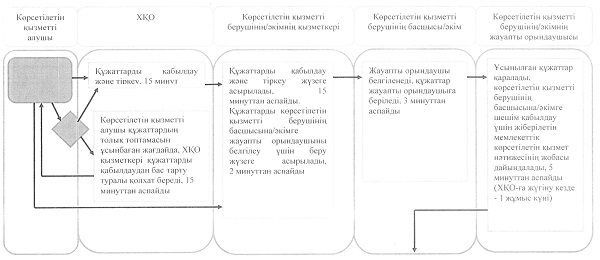 Көрсетілетін
қызметті
алушы
ХҚО
Көрсетілетін қызметті
берушінің/әкімнің қызметкері
Көрсетілетін қызметті
берушінің басшысы/әкім
Көрсетілетін қызметті
берушінің/әкімнің
жауапты орындаушысы
Құжаттарды қабылдау
және тіркеу, 15 минут
Көрсетілетін қызметті
алушы құжаттардың
толық топтамасын
ұсынбаған жағдайда, ХҚО
қызметкері құжаттарды
қабылдаудан бас тарту
туралы қолхат береді, 15
минуттан аспайды
Құжаттарды қабылдау
және тіркеу жүзеге
асырылады, 15
минуттан аспайды.
Құжаттарды көрсетілетін
қызметті берушінің
басшысына/әкімге
жауапты орындаушыны
белгілеу үшін беру
жүзеге асырылады,
2 минуттан аспайды
Жауапты орындаушы
белгіленеді, құжаттар
жауапты орындаушыға
беріледі, 3 минуттан
аспайды
Ұсынылған құжаттар
қаралады,
көрсетілетін қызметті
берушінің
басшысына/әкімге
шешім қабылдау
үшін жіберілетін
мемлекеттік
көрсетілетін қызмет
нәтижесінің жобасы
дайындалады, 5
минуттан аспайды
(ХҚО-ға жүгіну кезде
- 1 жұмыс күні)